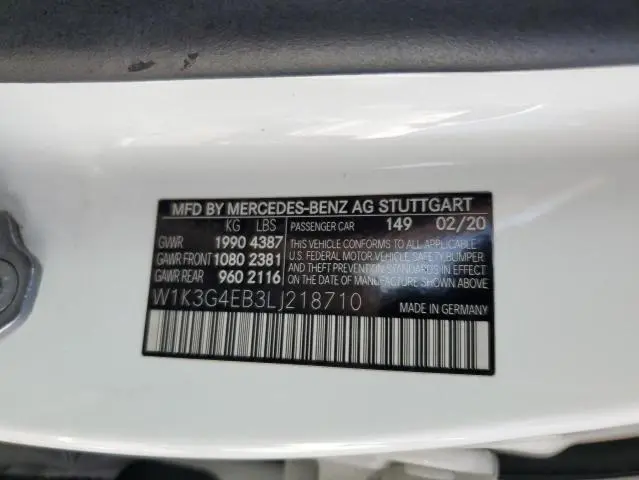 MFD BY MERCEDES-BENZ AG STUTTGART
KG LBS PASSENGER CAR 149 02/20
GVWR 1990 4387 THIS VEHICLE CONFORMS TO ALL APPLICABLE
GAWR FRONT 1080 2381 U.S. FEDERAL MOTOR VEHICLE SAFETY, BUMPER
GAWR REAR 960 2116 AND THEFT PREVENTION STANDARDS IN EFFECT
ON THE DATE OF MANUFACTURE SHOWN ABOVE.
W1K3G4EB3LJ218710 MADE IN GERMANY